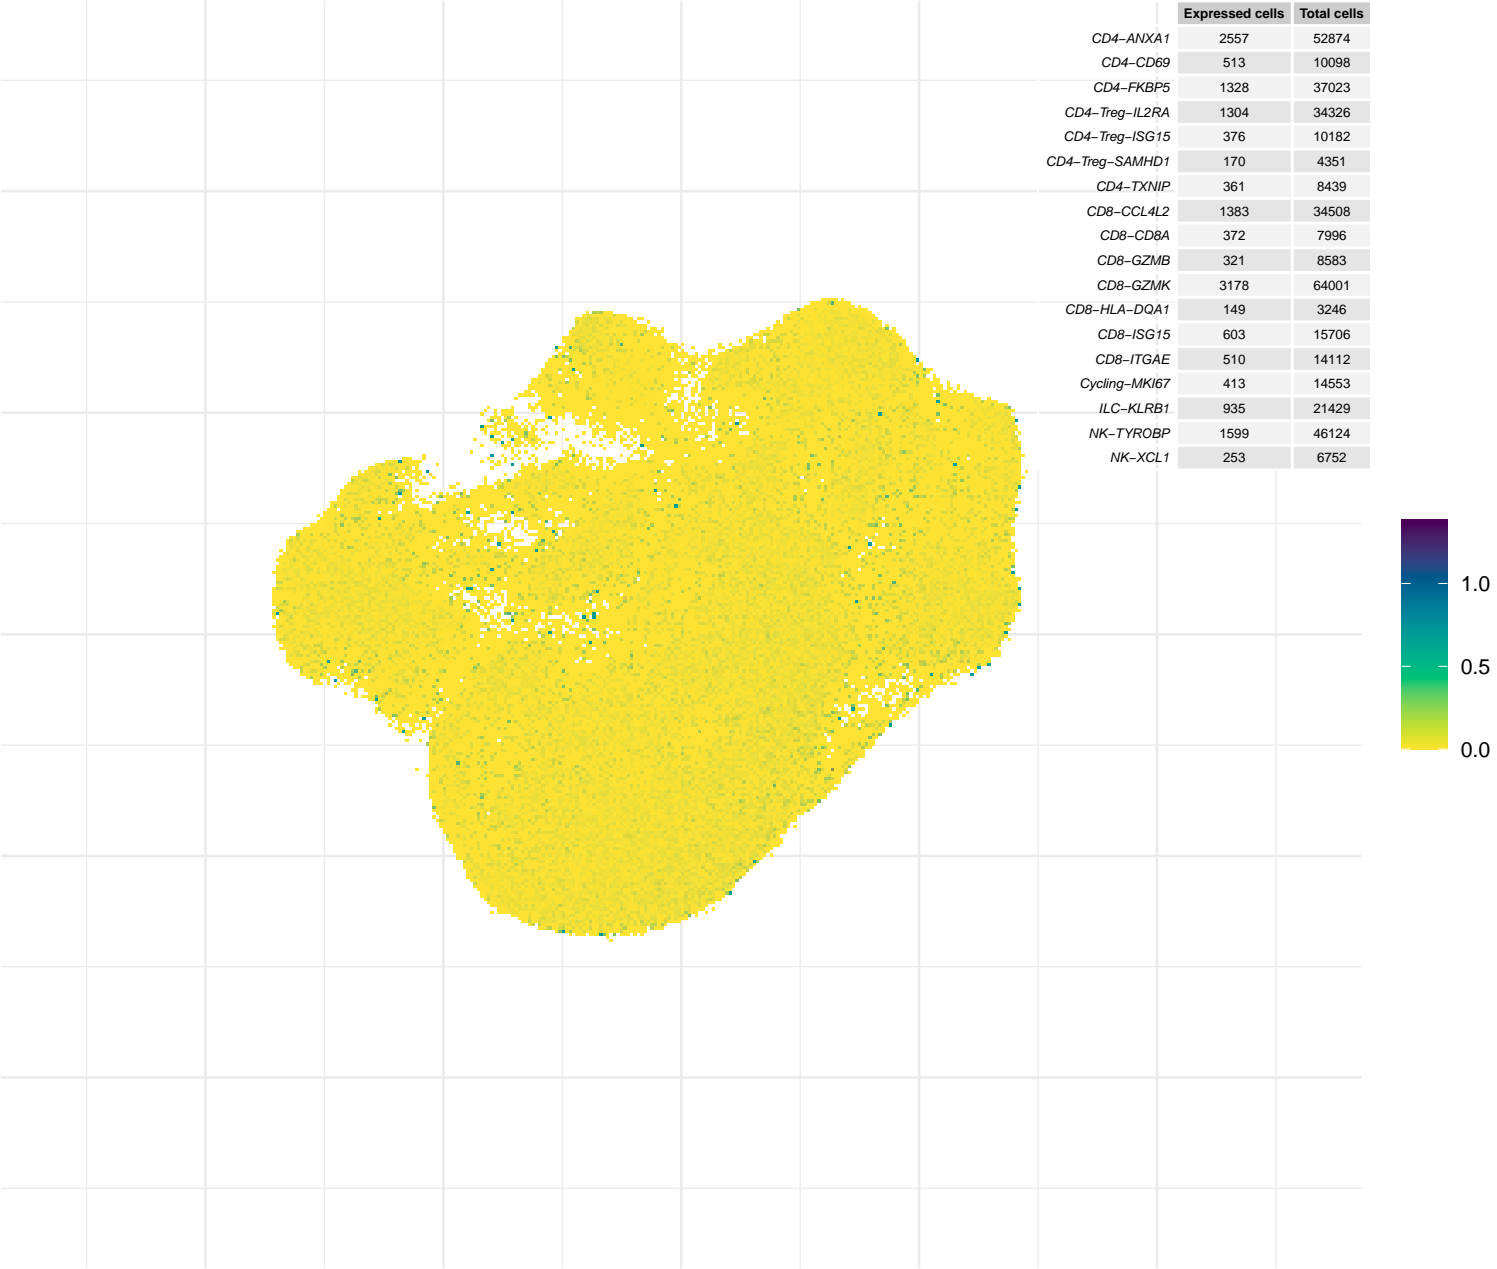 Expressed cells Total cells
CD4−ANXA1 2557 52874
CD4−CD69 513 10098
CD4−FKBP5 1328 37023
CD4−Treg−IL2RA 1304 34326
CD4−Treg−ISG15 376 10182
CD4−Treg−SAMHD1 170 4351
CD4−TXNIP 361 8439
CD8−CCL4L2 1383 34508
CD8−CD8A 372 7996
CD8−GZMB 321 8583
CD8−GZMK 3178 64001
CD8−HLA−DQA1 149 3246
CD8−ISG15 603 15706
CD8−ITGAE 510 14112
Cycling−MKI67 413 14553
ILC−KLRB1 935 21429
NK−TYROBP 1599 46124
NK−XCL1 253 6752
1.0
0.5
0.0